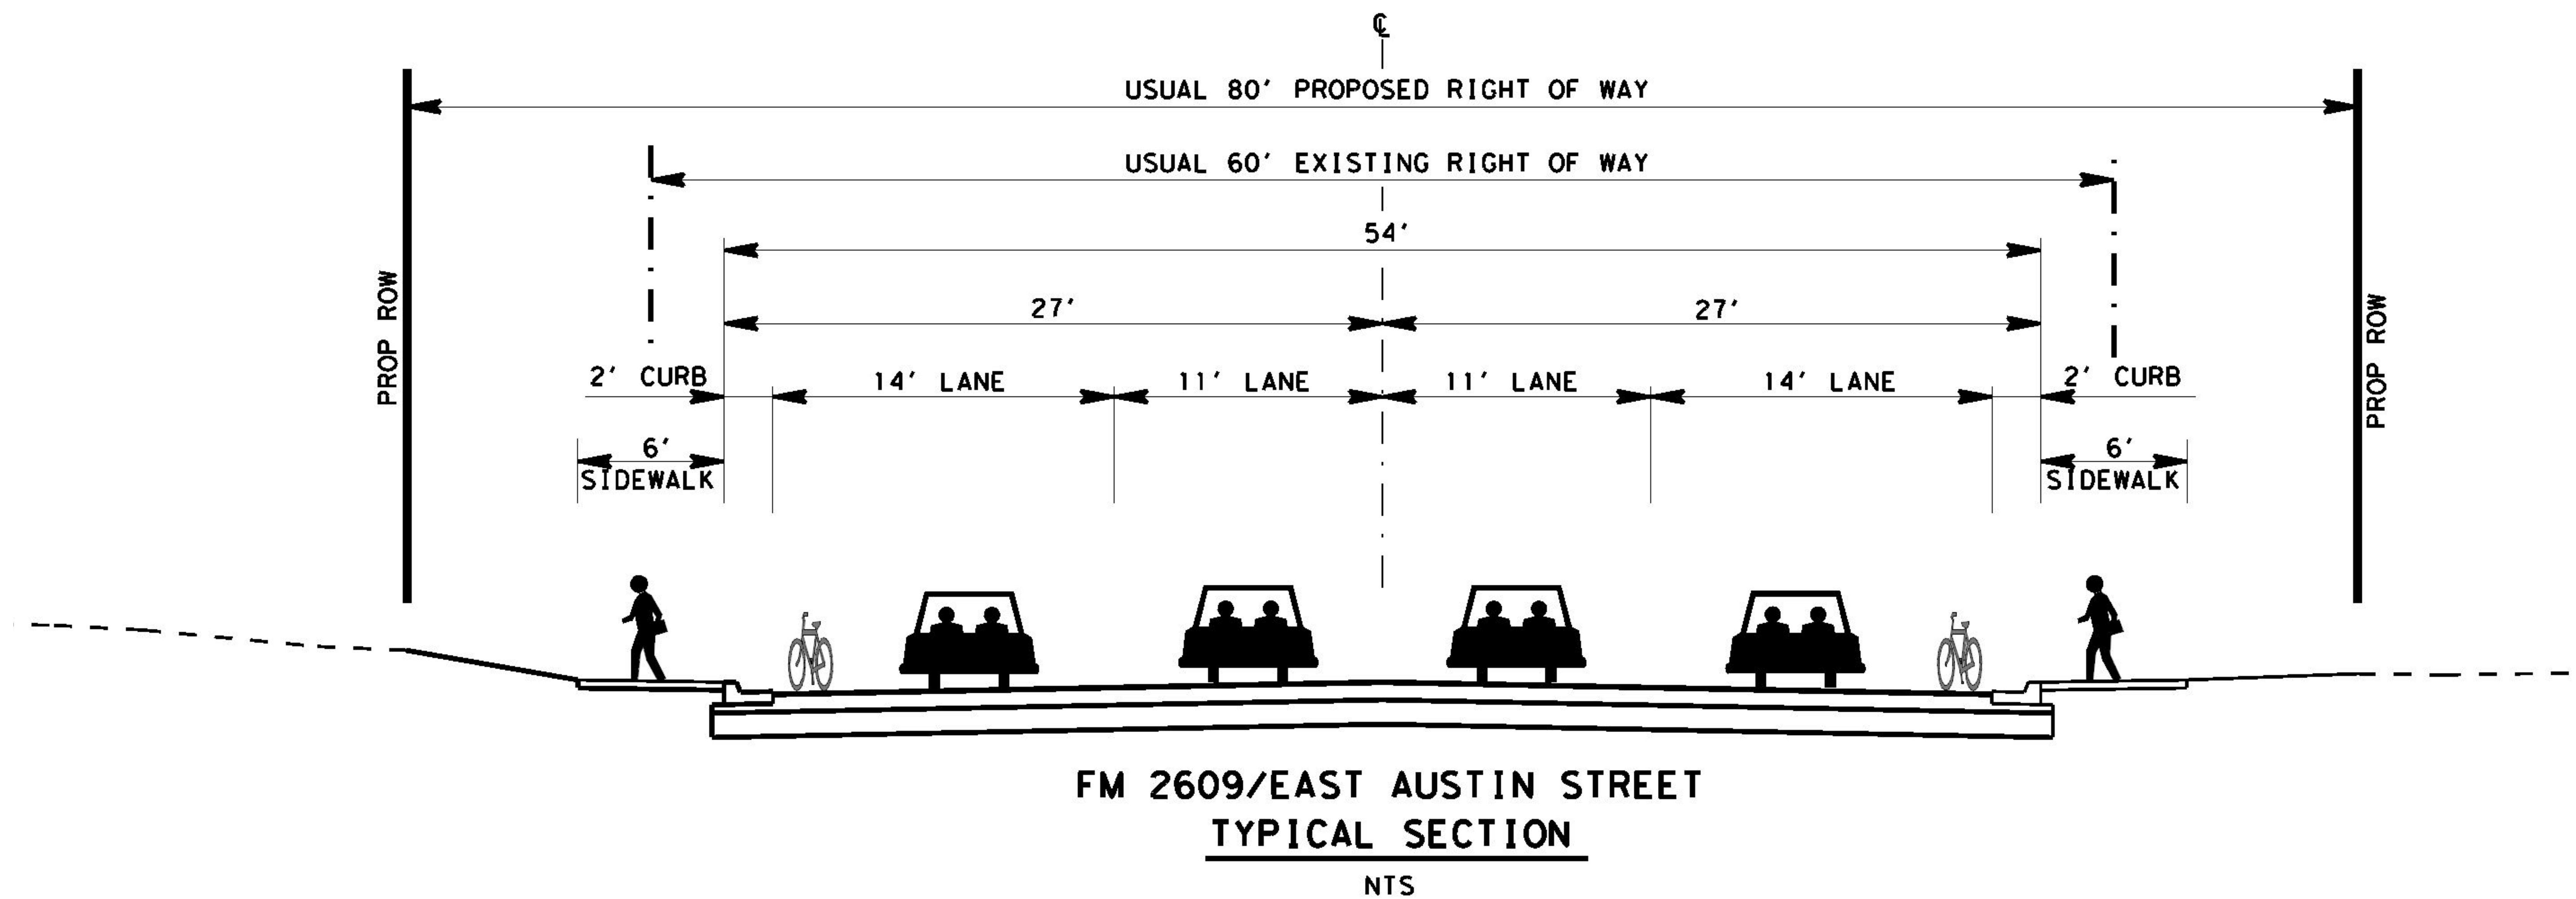 ℄
USUAL 80' PROPOSED RIGHT OF WAY
USUAL 60' EXISTING RIGHT OF WAY
54'
27' 27'
PROP ROW
PROP ROW
2' CURB 14' LANE 11' LANE 11' LANE 14' LANE 2' CURB
6' 6'
SIDEWALK SIDEWALK
FM 2609/EAST AUSTIN STREET
TYPICAL SECTION
NTS